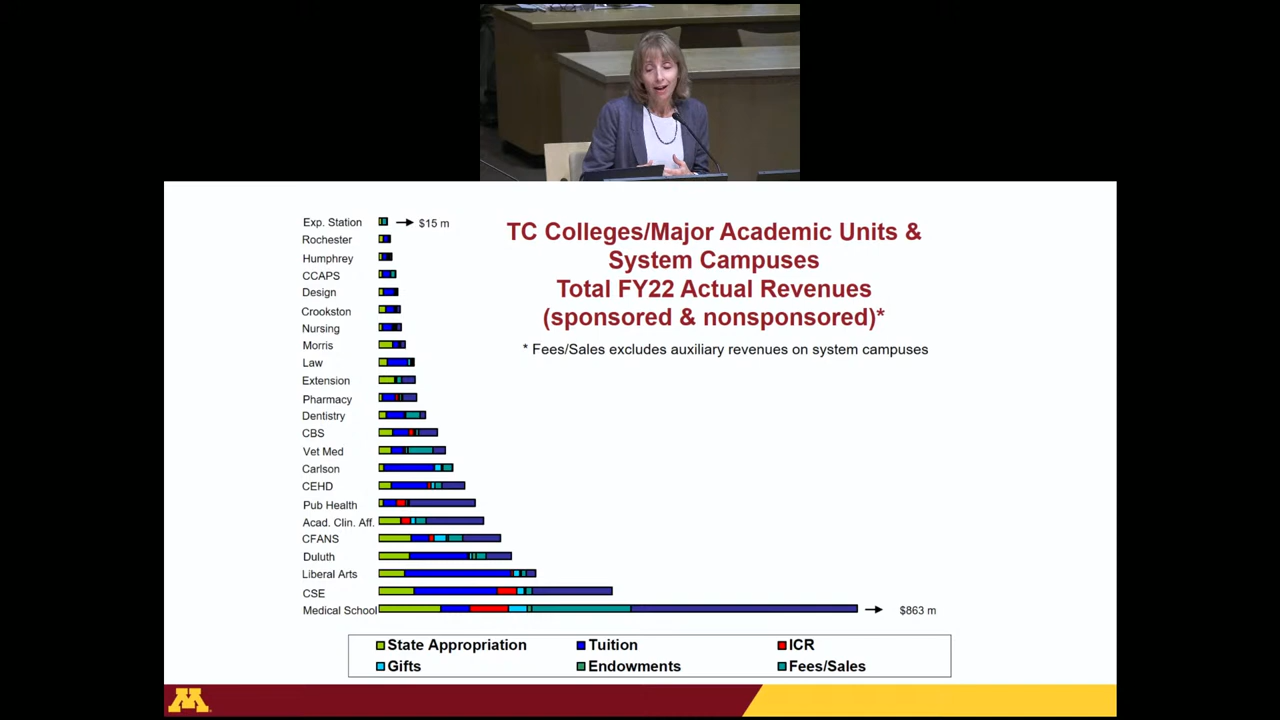 Exp. Station
$15 m
Rochester
Humphrey
CCAPS
Design
Crookston
Nursing
Morris
Law
Extension
Pharmacy
Dentistry
CBS
Vet Med
Carlson
CEHD
Pub Health
Acad. Clin. Aff.
CFANS
Duluth
Liberal Arts
CSE
Medical School
$863 m
TC Colleges/Major Academic Units &
System Campuses
Total FY22 Actual Revenues
(sponsored & nonsponsored)*
* Fees/Sales excludes auxiliary revenues on system campuses
State Appropriation
Tuition
ICR
Gifts
Endowments
Fees/Sales
M